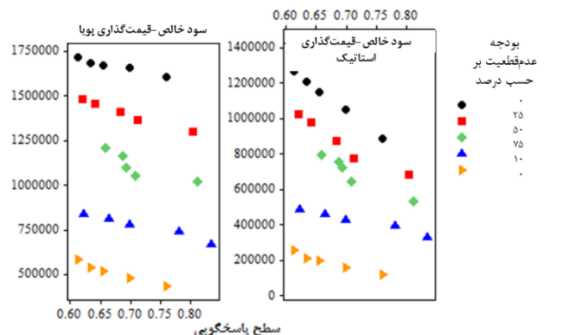 سود خالص-قیمت‌گذاری پویا
1750000
1500000
1250000
1000000
750000
500000
0.60 0.65 0.70 0.75 0.80
0.60 0.65 0.70 0.80
سود خالص-قیمت‌گذاری
استاتیک
1400000
1200000
1000000
800000
600000
400000
200000
0
بودجه
عدم‌قطعیت بر
حسب درصد
۰
۲۵
۵۰
۷۵
۱۰
۰
سطح پاسخگویی